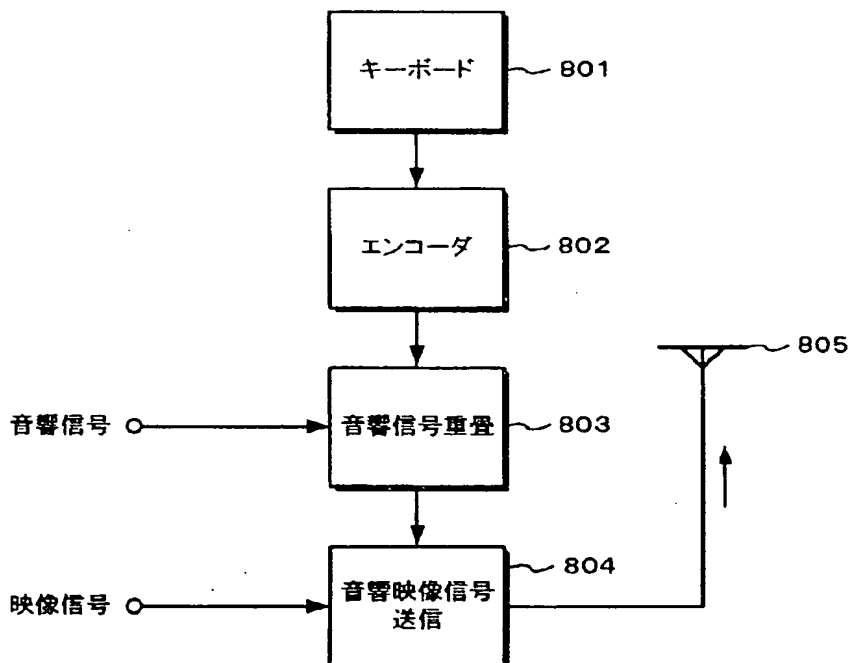 キーボード
801
エンコーダ
802
805
音響信号
音響信号重畳
803
804
映像信号
音響映像信号
送信